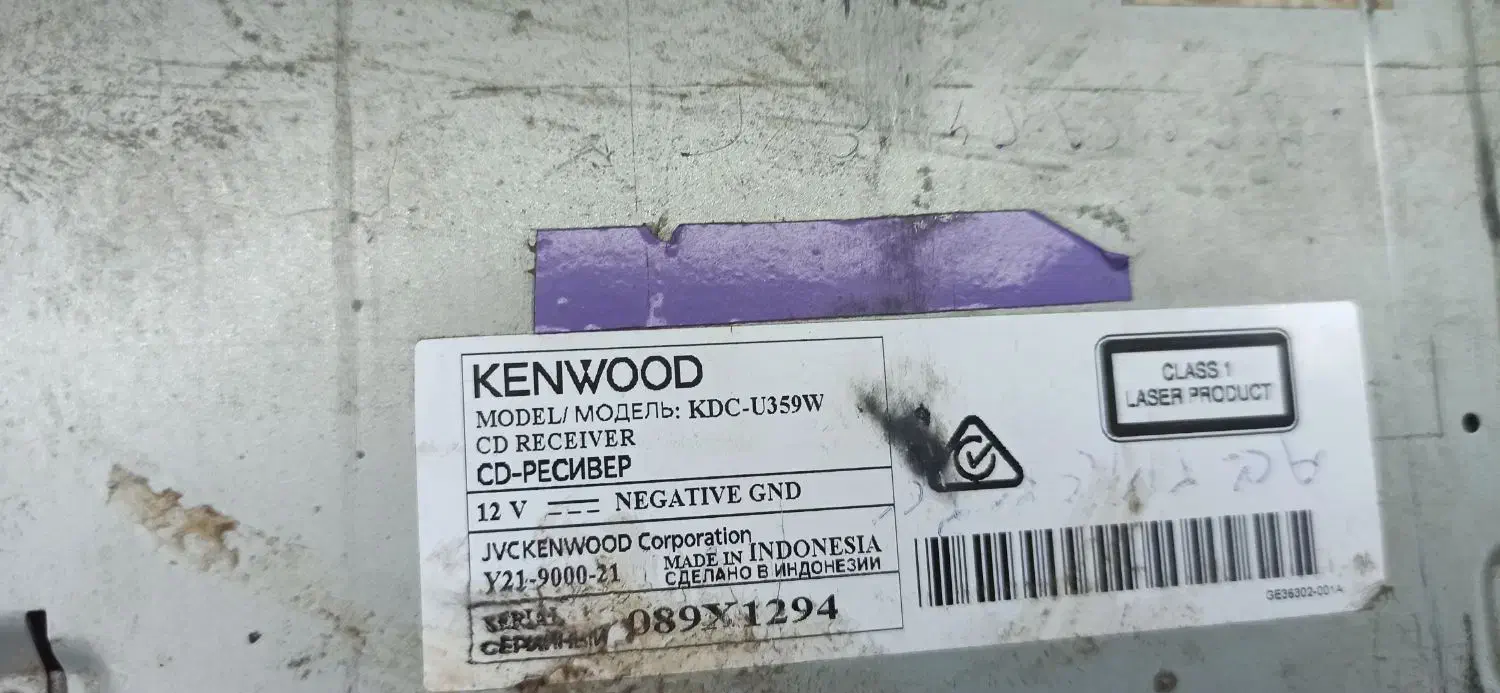 KENWOOD
MODEL/ МОДЕЛЬ: KDC-U359W
CD RECEIVER
CD-РЕСИВЕР
12 V NEGATIVE GND
JVCKENWOOD Corporation
Y21-9000-21 MADE IN INDONESIA
СДЕЛАНО В ИНДОНЕЗИИ
SERIAL 089X1294
СЕРИЙНЫЙ
CLASS 1
LASER PRODUCT
GE36302-001A